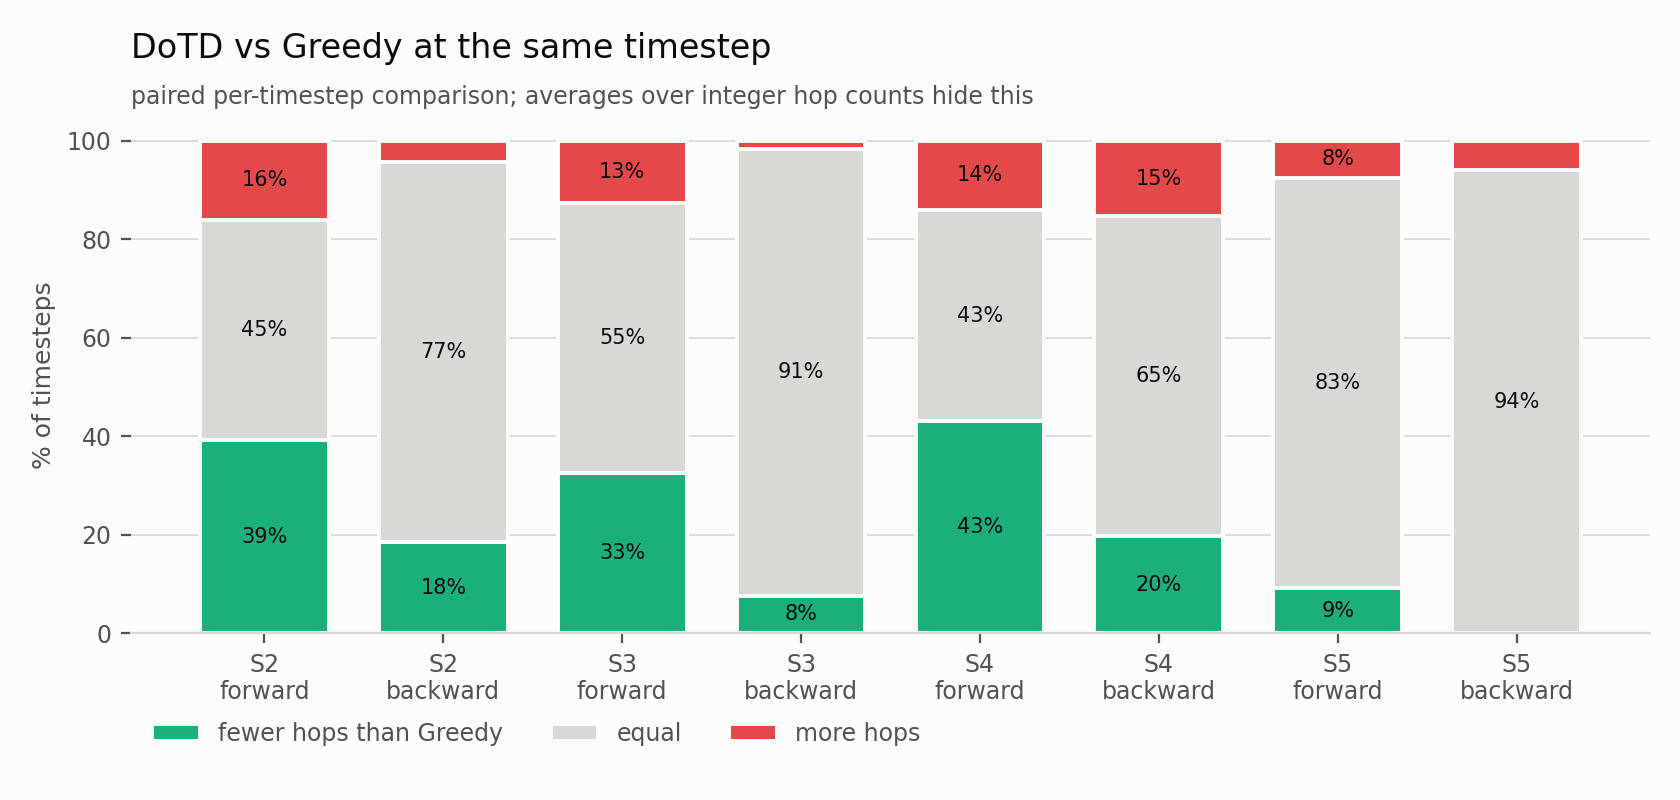 DoTD vs Greedy at the same timestep
paired per-timestep comparison; averages over integer hop counts hide this
% of timesteps
100
80
60
40
20
0
16%
45%
39%
77%
18%
13%
55%
33%
91%
8%
14%
43%
43%
15%
65%
20%
8%
83%
9%
94%
S2
forward
S2
backward
S3
forward
S3
backward
S4
forward
S4
backward
S5
forward
S5
backward
fewer hops than Greedy
equal
more hops